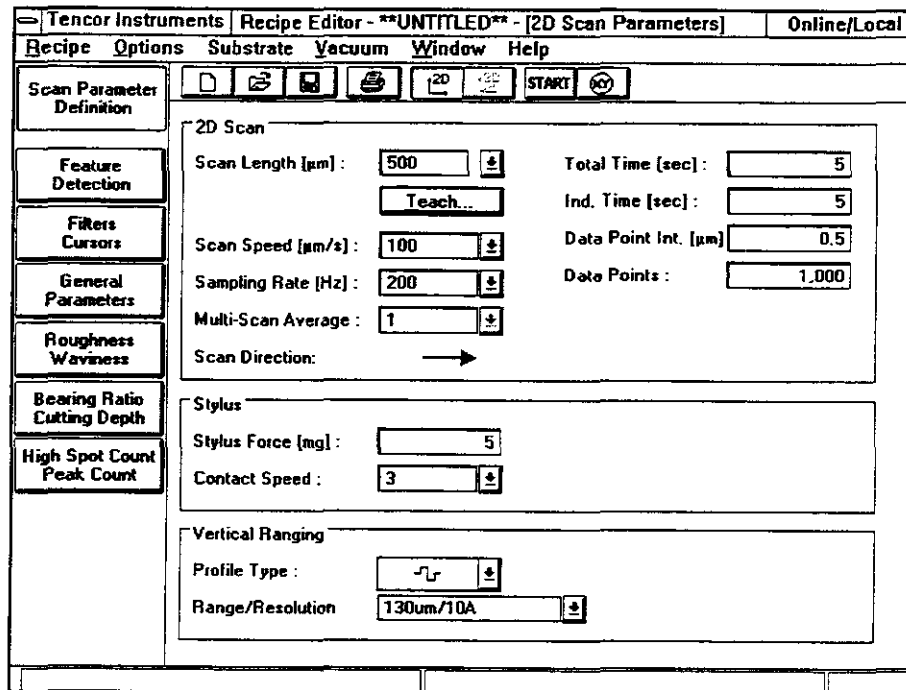 Tencor Instruments Recipe Editor - **UNTITLED** - [2D Scan Parameters] Online/Local
Recipe Options Substrate Vacuum Window Help
Scan Parameter
Definition
2D START XY
2D Scan
Feature
Detection
Filters
Cursors
General
Parameters
Roughness
Waviness
Bearing Ratio
Cutting Depth
High Spot Count
Peak Count
Scan Length [µm] : 500
Teach...
Scan Speed [µm/s] : 100
Sampling Rate [Hz] : 200
Multi-Scan Average : 1
Scan Direction:
Total Time [sec] : 5
Ind. Time [sec] : 5
Data Point Int. [µm] 0.5
Data Points : 1,000
Stylus
Stylus Force [mg] : 5
Contact Speed : 3
Vertical Ranging
Profile Type :
Range/Resolution 130um/10A